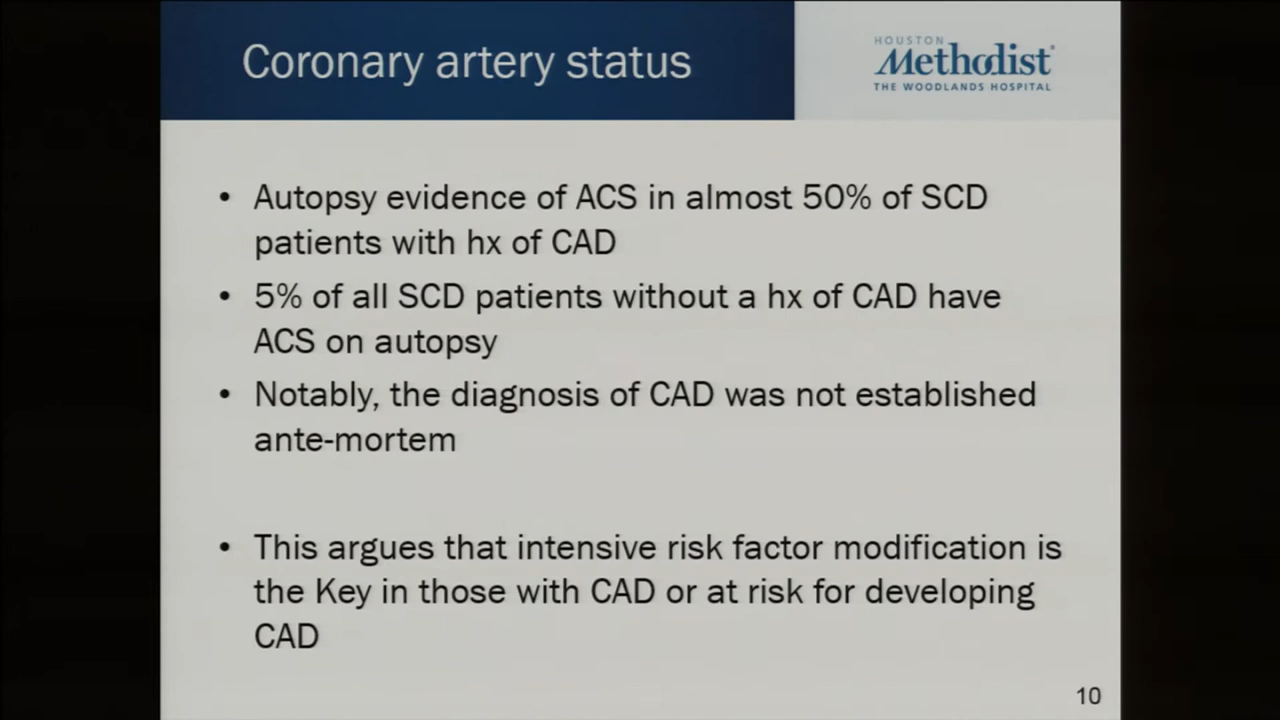 Coronary artery status
HOUSTON
Methodist
THE WOODLANDS HOSPITAL
• Autopsy evidence of ACS in almost 50% of SCD
patients with hx of CAD
• 5% of all SCD patients without a hx of CAD have
ACS on autopsy
• Notably, the diagnosis of CAD was not established
ante-mortem
• This argues that intensive risk factor modification is
the Key in those with CAD or at risk for developing
CAD
10